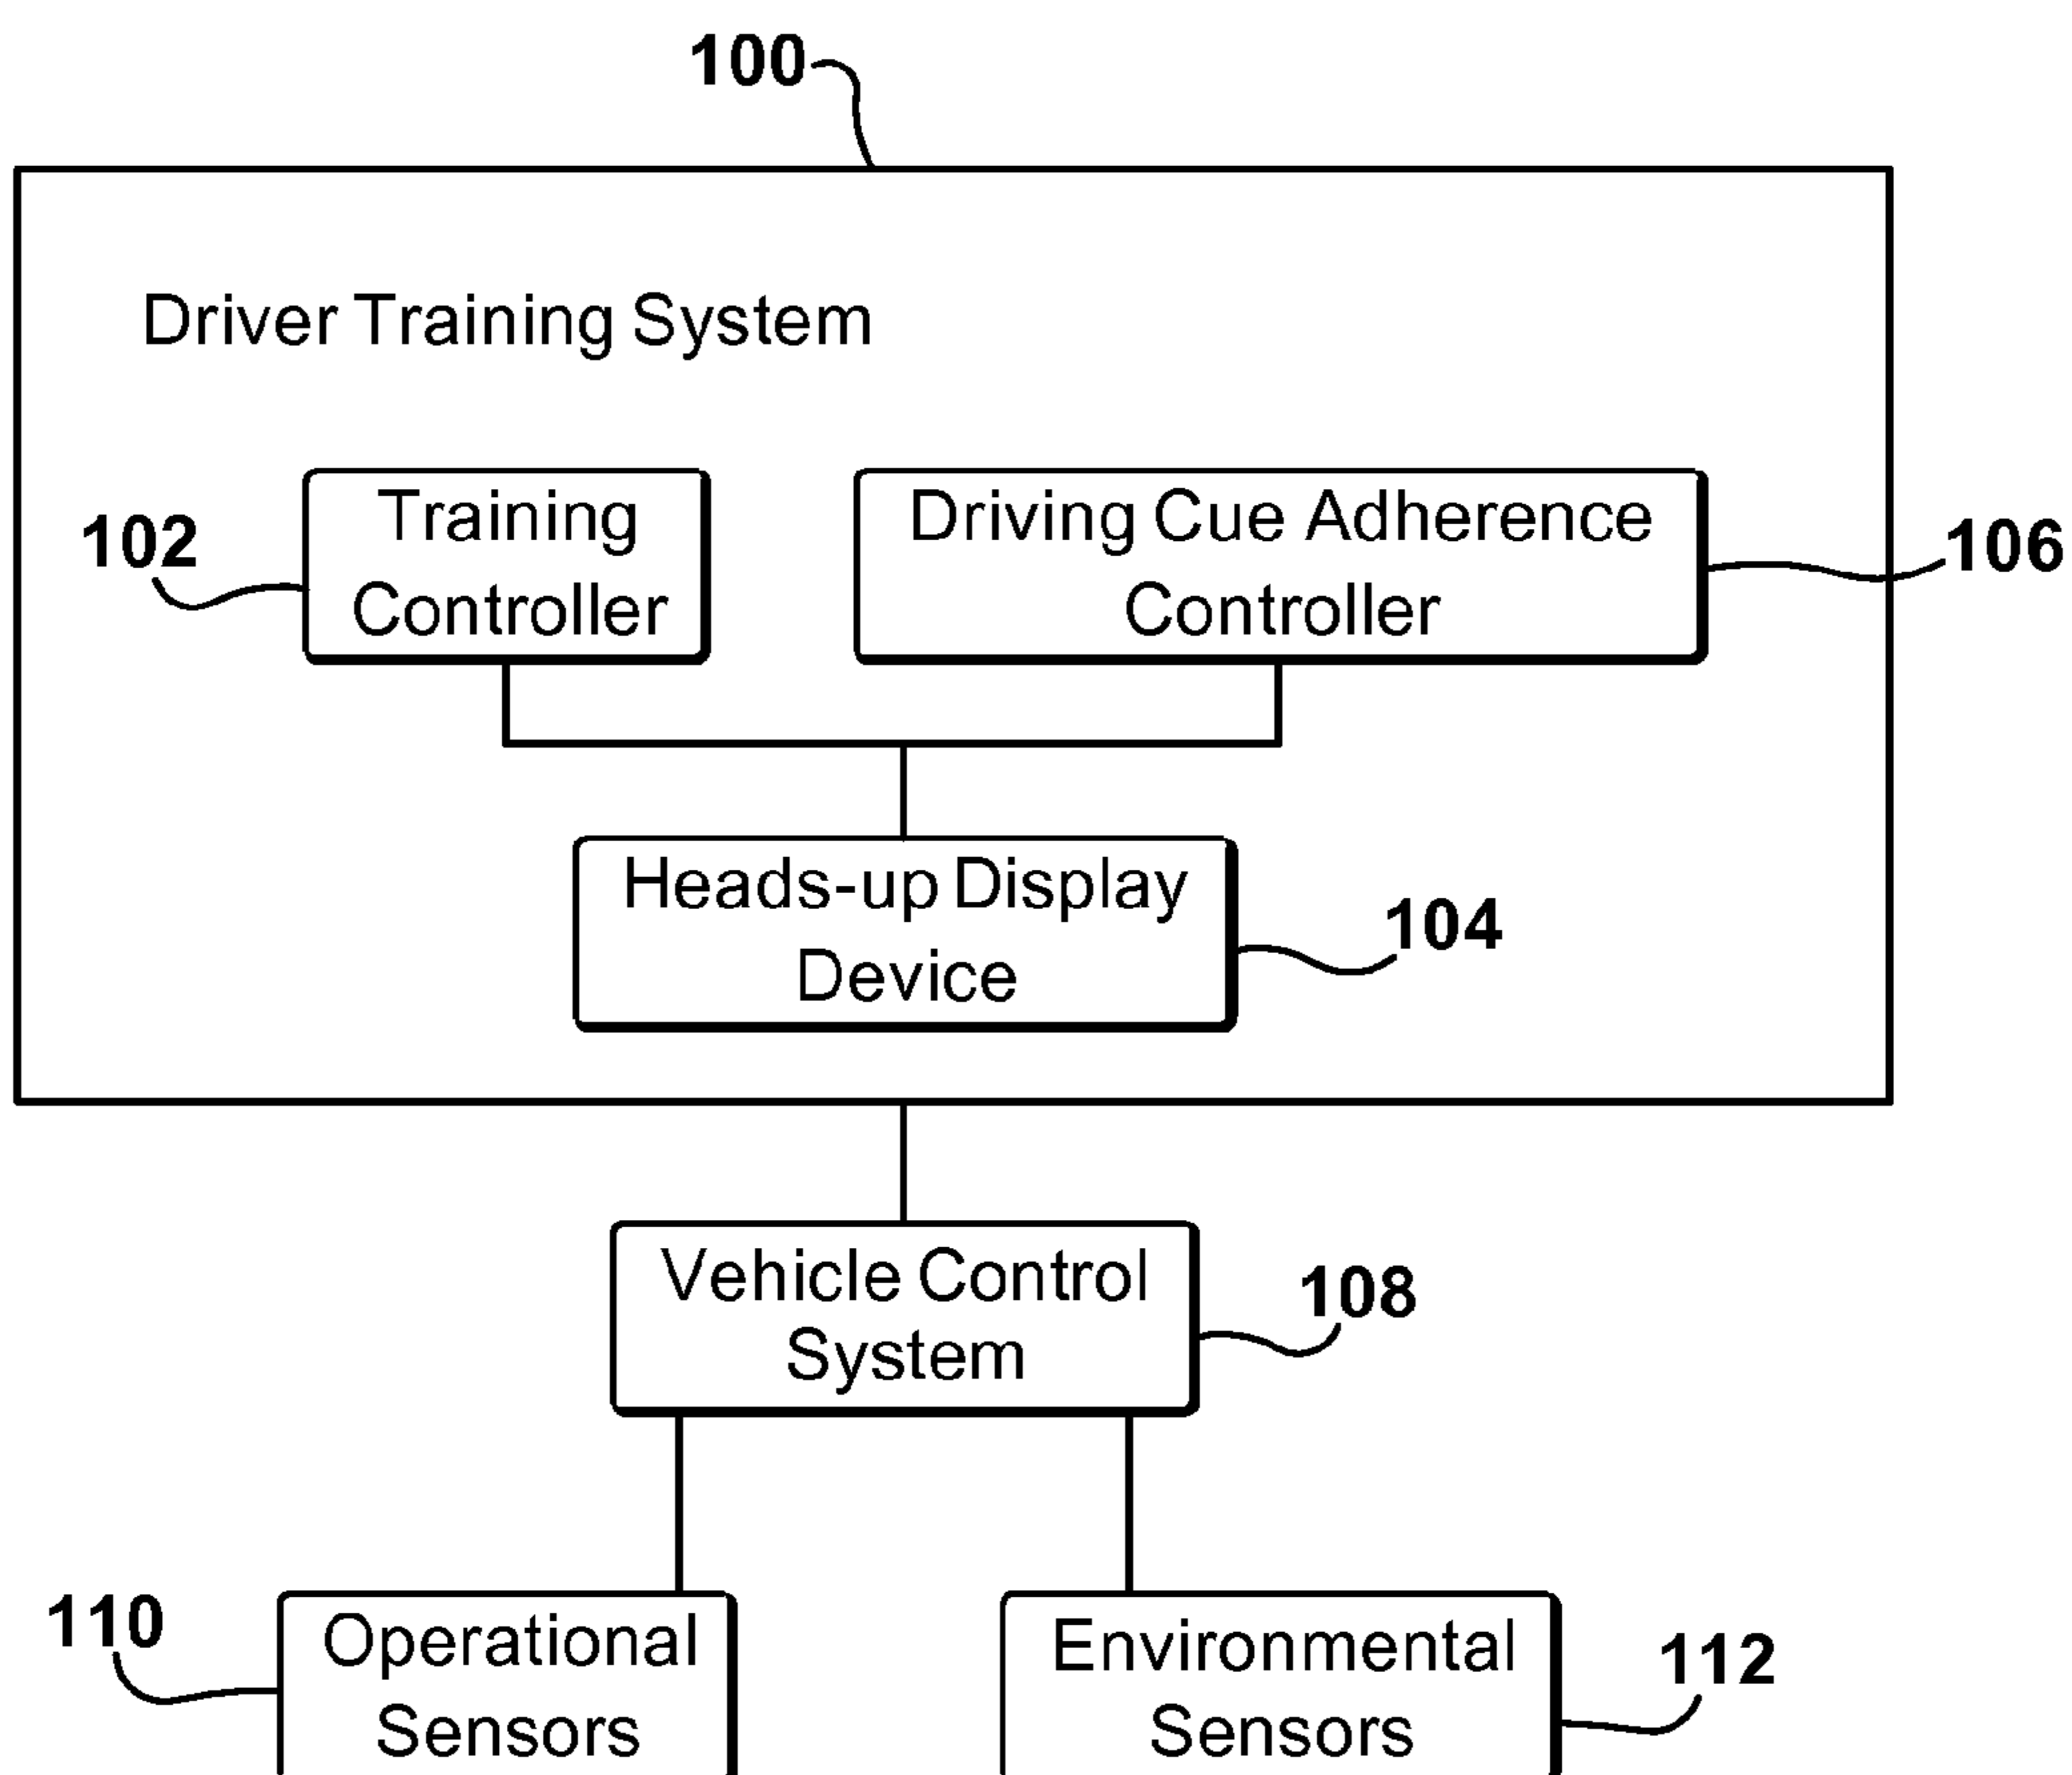 100
Driver Training System
102
Training
Controller
Driving Cue Adherence
Controller
106
Heads-up Display
Device
104
Vehicle Control
System
108
110
Operational
Sensors
Environmental
Sensors
112